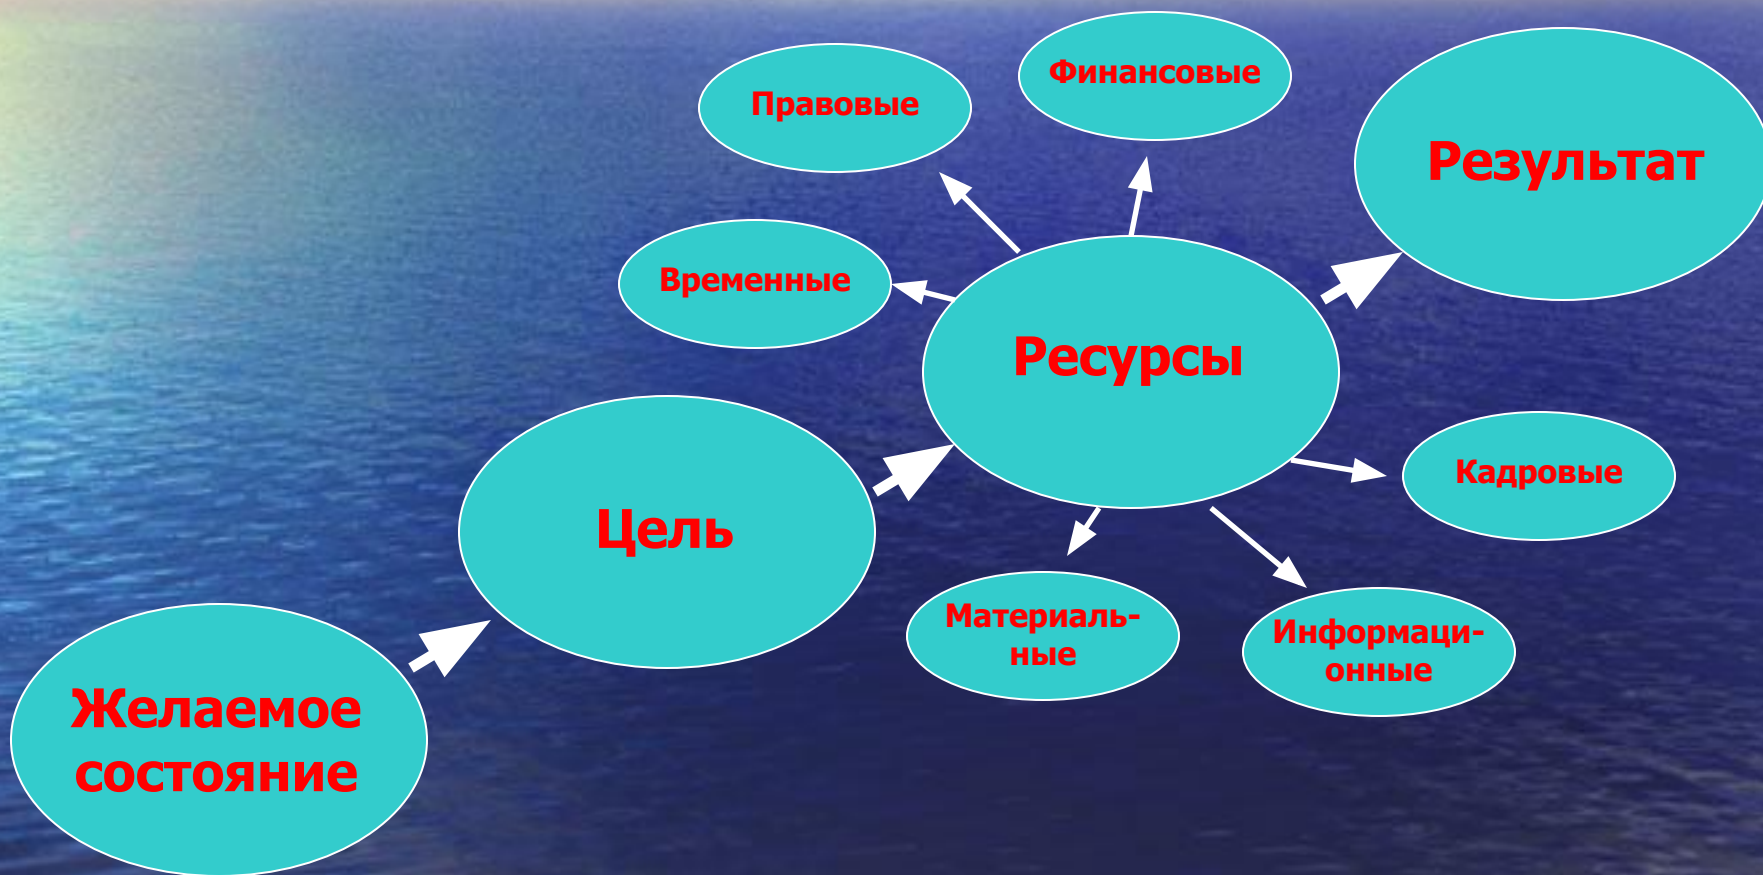 Финансовые
Правовые
Результат
Временные
Ресурсы
Кадровые
Цель
Материаль-
ные
Информаци-
онные
Желаемое
состояние